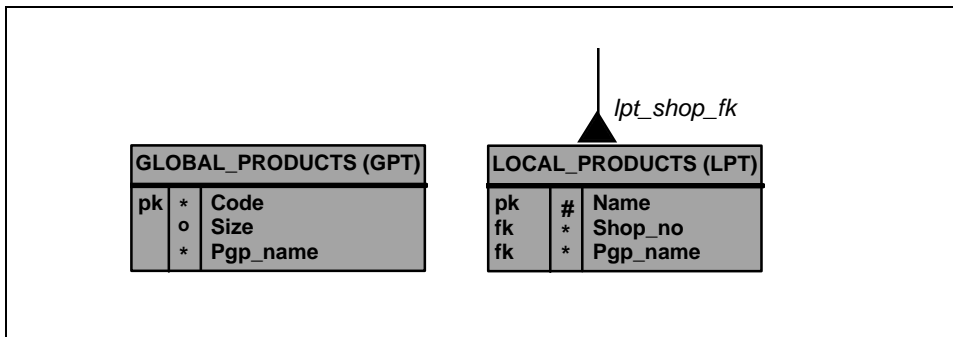 lpt_shop_fk
GLOBAL_PRODUCTS (GPT)
pk * Code
o Size
* Pgp_name
LOCAL_PRODUCTS (LPT)
pk # Name
fk * Shop_no
fk * Pgp_name